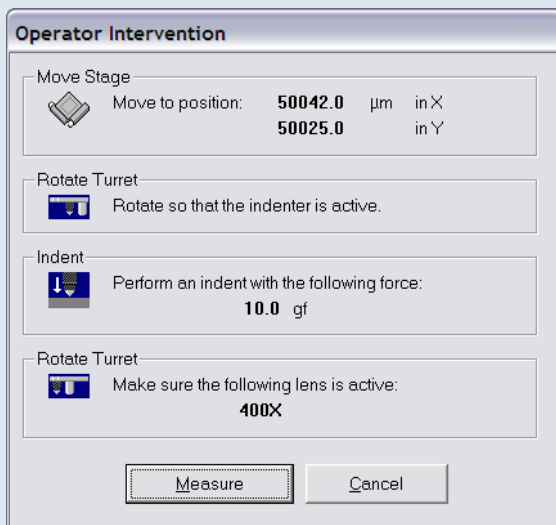 Operator Intervention
Move Stage
Move to position: 50042.0 µm in X
50025.0 in Y
Rotate Turret
Rotate so that the indenter is active.
Indent
Perform an indent with the following force:
10.0 gf
Rotate Turret
Make sure the following lens is active:
400X
Measure Cancel